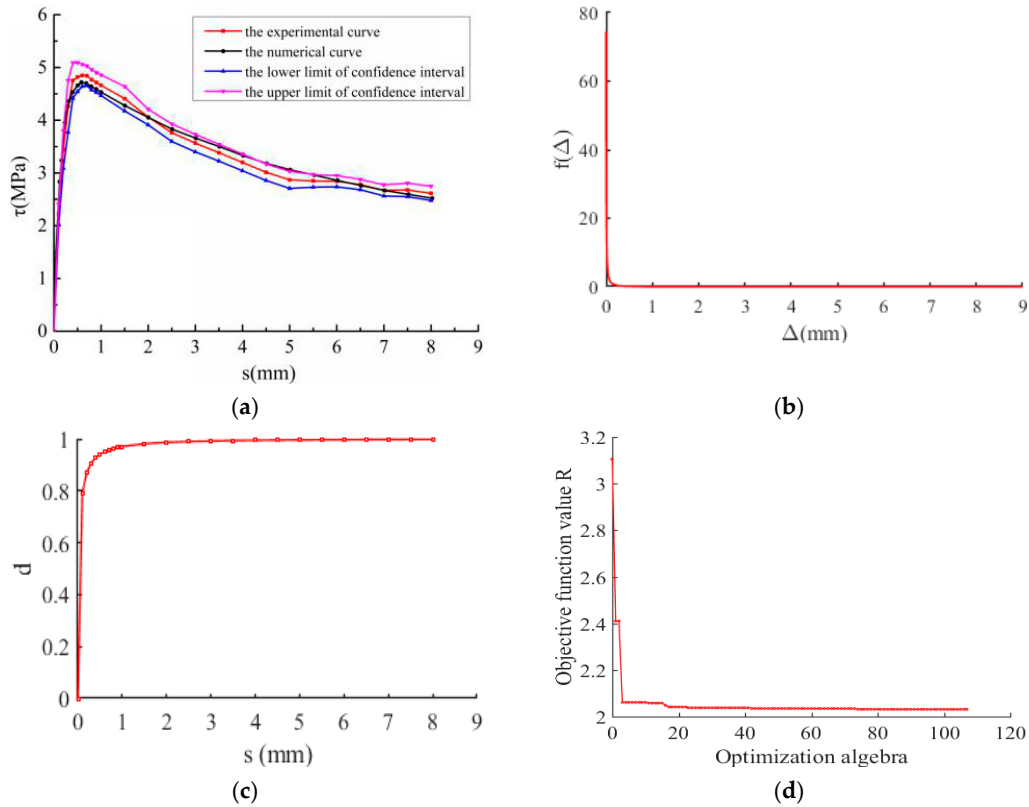 the experimental curve
the numerical curve
the lower limit of confidence interval
the upper limit of confidence interval
τ(MPa)
6
5
4
3
2
1
0
0 1 2 3 4 5 6 7 8 9
s(mm)
(a)
f(Δ)
80
60
40
20
0
0 1 2 3 4 5 6 7 8 9
Δ(mm)
(b)
d
1
0.8
0.6
0.4
0.2
0
0 1 2 3 4 5 6 7 8 9
s (mm)
(c)
Objective function value R
3.2
3
2.8
2.6
2.4
2.2
2
0 20 40 60 80 100 120
Optimization algebra
(d)